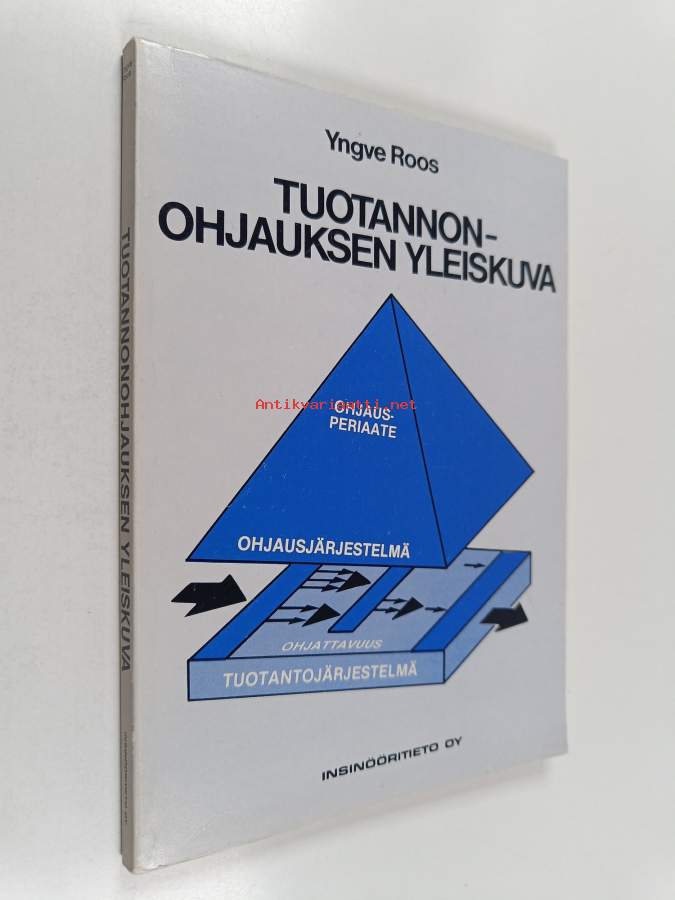 Yngve Roos
TUOTANNON-
OHJAUKSEN YLEISKUVA
Antikvariaatti.net
OHJAUS-
PERIAATE
OHJAUSJÄRJESTELMÄ
OHJATTAVUUS
TUOTANTOJÄRJESTELMÄ
INSINÖÖRITIETO OY
TUOTANNONOHJAUKSEN YLEISKUVA